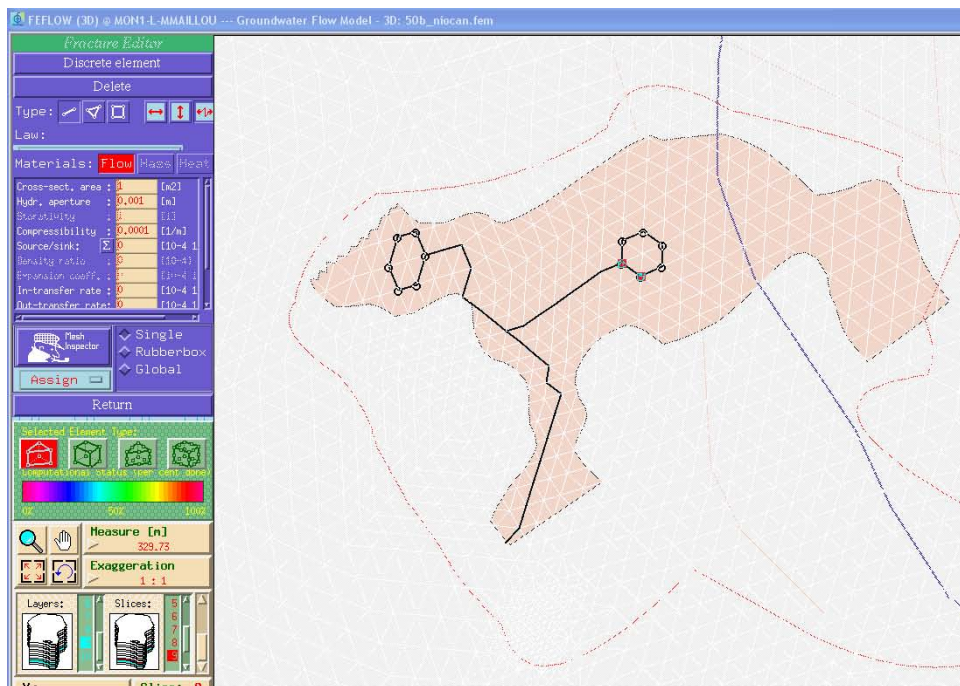 FEFLOW (3D) @ MON1-L-MMAILLOU --- Groundwater Flow Model - 3D: 50b_niocan.fem
Fracture Editor
Discrete element
Delete
Type:
Law:
Materials: Flow Mass Heat
Cross-sect. area : 1 [m2]
Hydr. aperture : 0.001 [m]
Storativity : [1]
Compressibility : 0.0001 [1/m]
Source/sink: Σ 0 [10-4 1
Density ratio : [10-4]
Expansion coeff. : [10-4 1
In-transfer rate : 0 [10-4 1
Out-transfer rate: 0 [10-4 1
Mesh
Inspector
Single
Rubberbox
Global
Assign
Return
Selected Element Type:
Computational status (per cent done)
0% 50% 100%
Measure [m]
329.73
Exaggeration
1 : 1
Layers:
Slices:
5
6
7
8
9